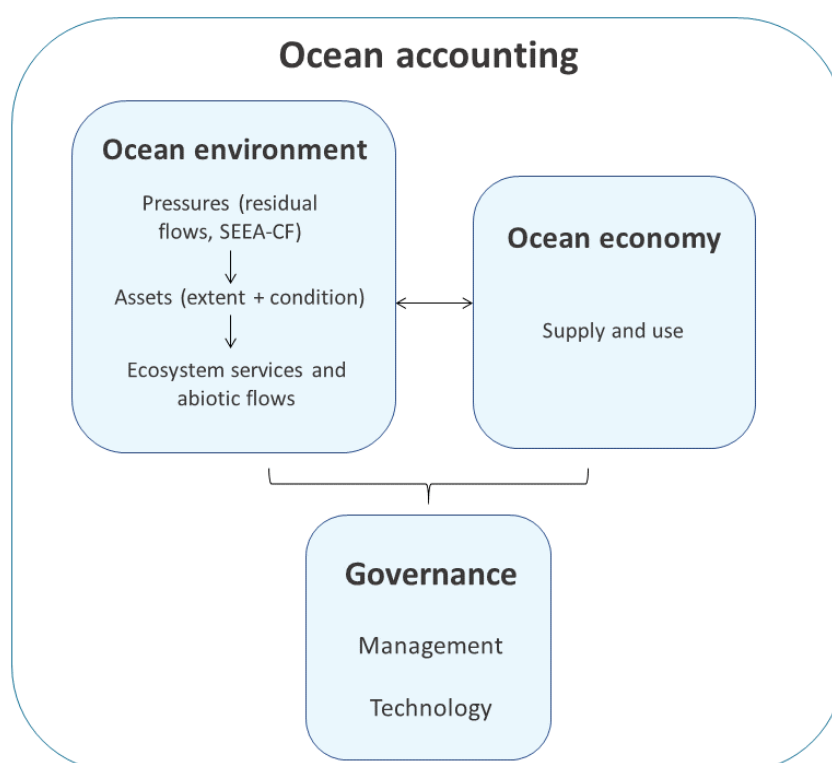 Ocean accounting
Ocean environment
Pressures (residual
flows, SEEA-CF)
Assets (extent + condition)
Ecosystem services and
abiotic flows
Ocean economy
Supply and use
Governance
Management
Technology